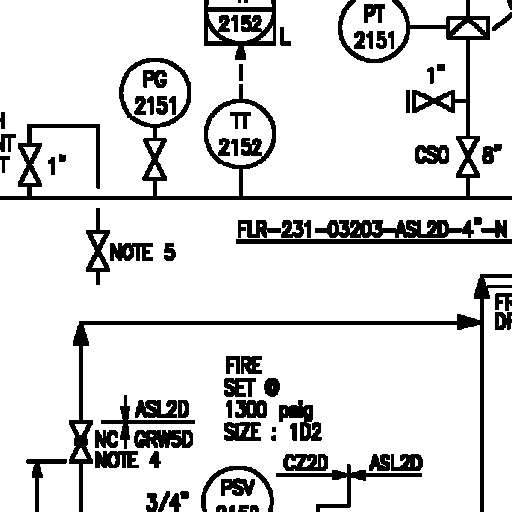 2152
L
PT
2151
1"
PG
2151
TT
2152
NT
T
1"
CSO
8"
FLR-231-03203-ASL2D-4"-N
NOTE 5
FR
FIRE
SET @
1300 psig
SIZE : 1D2
ASL2D
NC
GRW5D
NOTE 4
CZ2D
ASL2D
PSV
3/4"